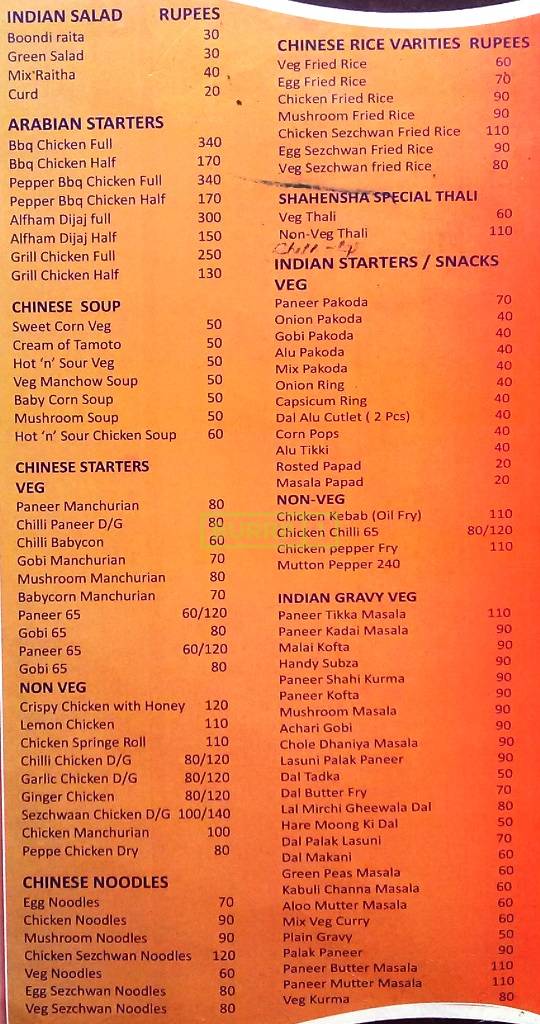 INDIAN SALAD RUPEES
Boondi raita 30
Green Salad 30
Mix Raitha 40
Curd 20
ARABIAN STARTERS
Bbq Chicken Full 340
Bbq Chicken Half 170
Pepper Bbq Chicken Full 340
Pepper Bbq Chicken Half 170
Alfham Dijaj full 300
Alfham Dijaj Half 150
Grill Chicken Full 250
Grill Chicken Half 130
CHINESE SOUP
Sweet Corn Veg 50
Cream of Tamoto 50
Hot ‘n’ Sour Veg 50
Veg Manchow Soup 50
Baby Corn Soup 50
Mushroom Soup 50
Hot ‘n’ Sour Chicken Soup 60
CHINESE STARTERS
VEG
Paneer Manchurian 80
Chilli Paneer D/G 80
Chilli Babycon 60
Gobi Manchurian 70
Mushroom Manchurian 80
Babycorn Manchurian 70
Paneer 65 60/120
Gobi 65 80
Paneer 65 60/120
Gobi 65 80
NON VEG
Crispy Chicken with Honey 120
Lemon Chicken 110
Chicken Springe Roll 110
Chilli Chicken D/G 80/120
Garlic Chicken D/G 80/120
Ginger Chicken 80/120
Sezchwaan Chicken D/G 100/140
Chicken Manchurian 100
Peppe Chicken Dry 80
CHINESE NOODLES
Egg Noodles 70
Chicken Noodles 90
Mushroom Noodles 90
Chicken Sezchwan Noodles 120
Veg Noodles 60
Egg Sezchwan Noodles 80
Veg Sezchwan Noodles 80
CHINESE RICE VARITIES RUPEES
Veg Fried Rice 60
Egg Fried Rice 70
Chicken Fried Rice 90
Mushroom Fried Rice 90
Chicken Sezchwan Fried Rice 110
Egg Sezchwan Fried Rice 90
Veg Sezchwan fried Rice 80
SHAHENSHA SPECIAL THALI
Veg Thali 60
Non-Veg Thali 110
INDIAN STARTERS / SNACKS
VEG
Paneer Pakoda 70
Onion Pakoda 40
Gobi Pakoda 40
Alu Pakoda 40
Mix Pakoda 40
Onion Ring 40
Capsicum Ring 40
Dal Alu Cutlet ( 2 Pcs) 40
Corn Pops 40
Alu Tikki 40
Rosted Papad 20
Masala Papad 20
NON-VEG
Chicken Kebab (Oil Fry) 110
Chicken Chilli 65 80/120
Chicken pepper Fry 110
Mutton Pepper 240
INDIAN GRAVY VEG
Paneer Tikka Masala 110
Paneer Kadai Masala 90
Malai Kofta 90
Handy Subza 90
Paneer Shahi Kurma 90
Paneer Kofta 90
Mushroom Masala 90
Achari Gobi 90
Chole Dhaniya Masala 90
Lasuni Palak Paneer 90
Dal Tadka 50
Dal Butter Fry 70
Lal Mirchi Gheewala Dal 80
Hare Moong Ki Dal 50
Dal Palak Lasuni 70
Dal Makani 60
Green Peas Masala 60
Kabuli Channa Masala 60
Aloo Mutter Masala 60
Mix Veg Curry 60
Plain Gravy 50
Palak Paneer 90
Paneer Butter Masala 110
Paneer Mutter Masala 110
Veg Kurma 80